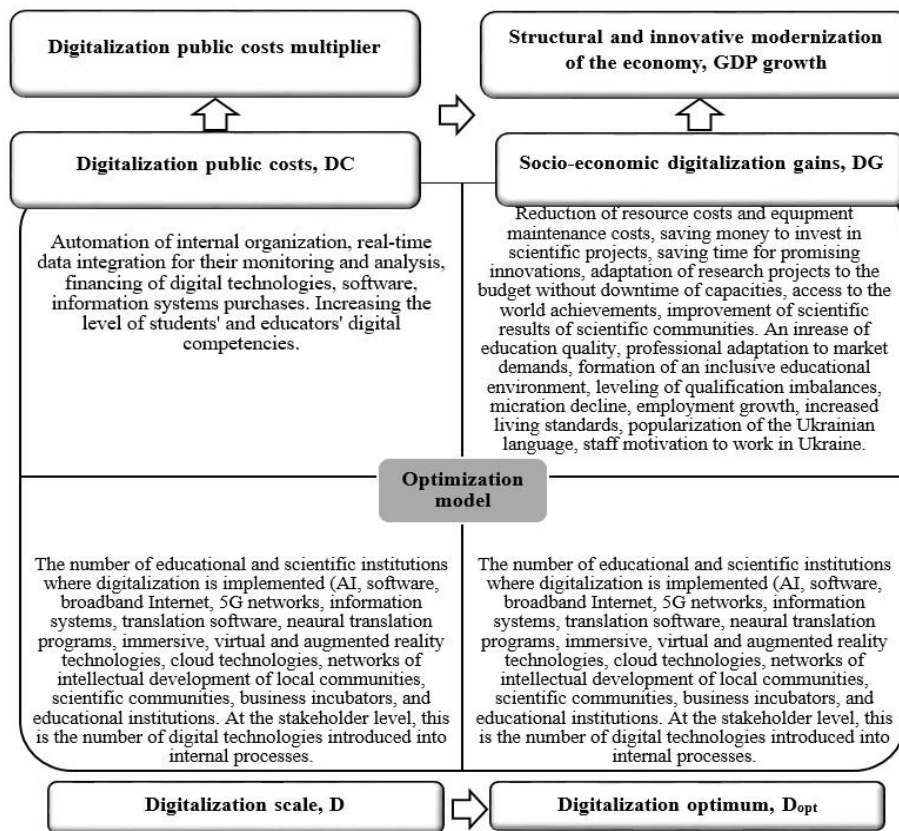 Digitalization public costs multiplier
Structural and innovative modernization
of the economy, GDP growth
Digitalization public costs, DC
Socio-economic digitalization gains, DG
Automation of internal organization, real-time
data integration for their monitoring and analysis,
financing of digital technologies, software,
information systems purchases. Increasing the
level of students' and educators' digital
competencies.
Reduction of resource costs and equipment
maintenance costs, saving money to invest in
scientific projects, saving time for promising
innovations, adaptation of research projects to the
budget without downtime of capacities, access to the
world achievements, improvement of scientific
results of scientific communities. An inrease of
education quality, professional adaptation to market
demands, formation of an inclusive educational
environment, leveling of qualification imbalances,
micration decline, employment growth, increased
living standards, popularization of the Ukrainian
language, staff motivation to work in Ukraine.
Optimization
model
The number of educational and scientific institutions
where digitalization is implemented (AI, software,
broadband Internet, 5G networks, information
systems, translation software, neaural translation
programs, immersive, virtual and augmented reality
technologies, cloud technologies, networks of
intellectual development of local communities,
scientific communities, business incubators, and
educational institutions. At the stakeholder level, this
is the number of digital technologies introduced into
internal processes.
The number of educational and scientific institutions
where digitalization is implemented (AI, software,
broadband Internet, 5G networks, information
systems, translation software, neaural translation
programs, immersive, virtual and augmented reality
technologies, cloud technologies, networks of
intellectual development of local communities,
scientific communities, business incubators, and
educational institutions. At the stakeholder level, this
is the number of digital technologies introduced into
internal processes.
Digitalization scale, D
Digitalization optimum, Dopt